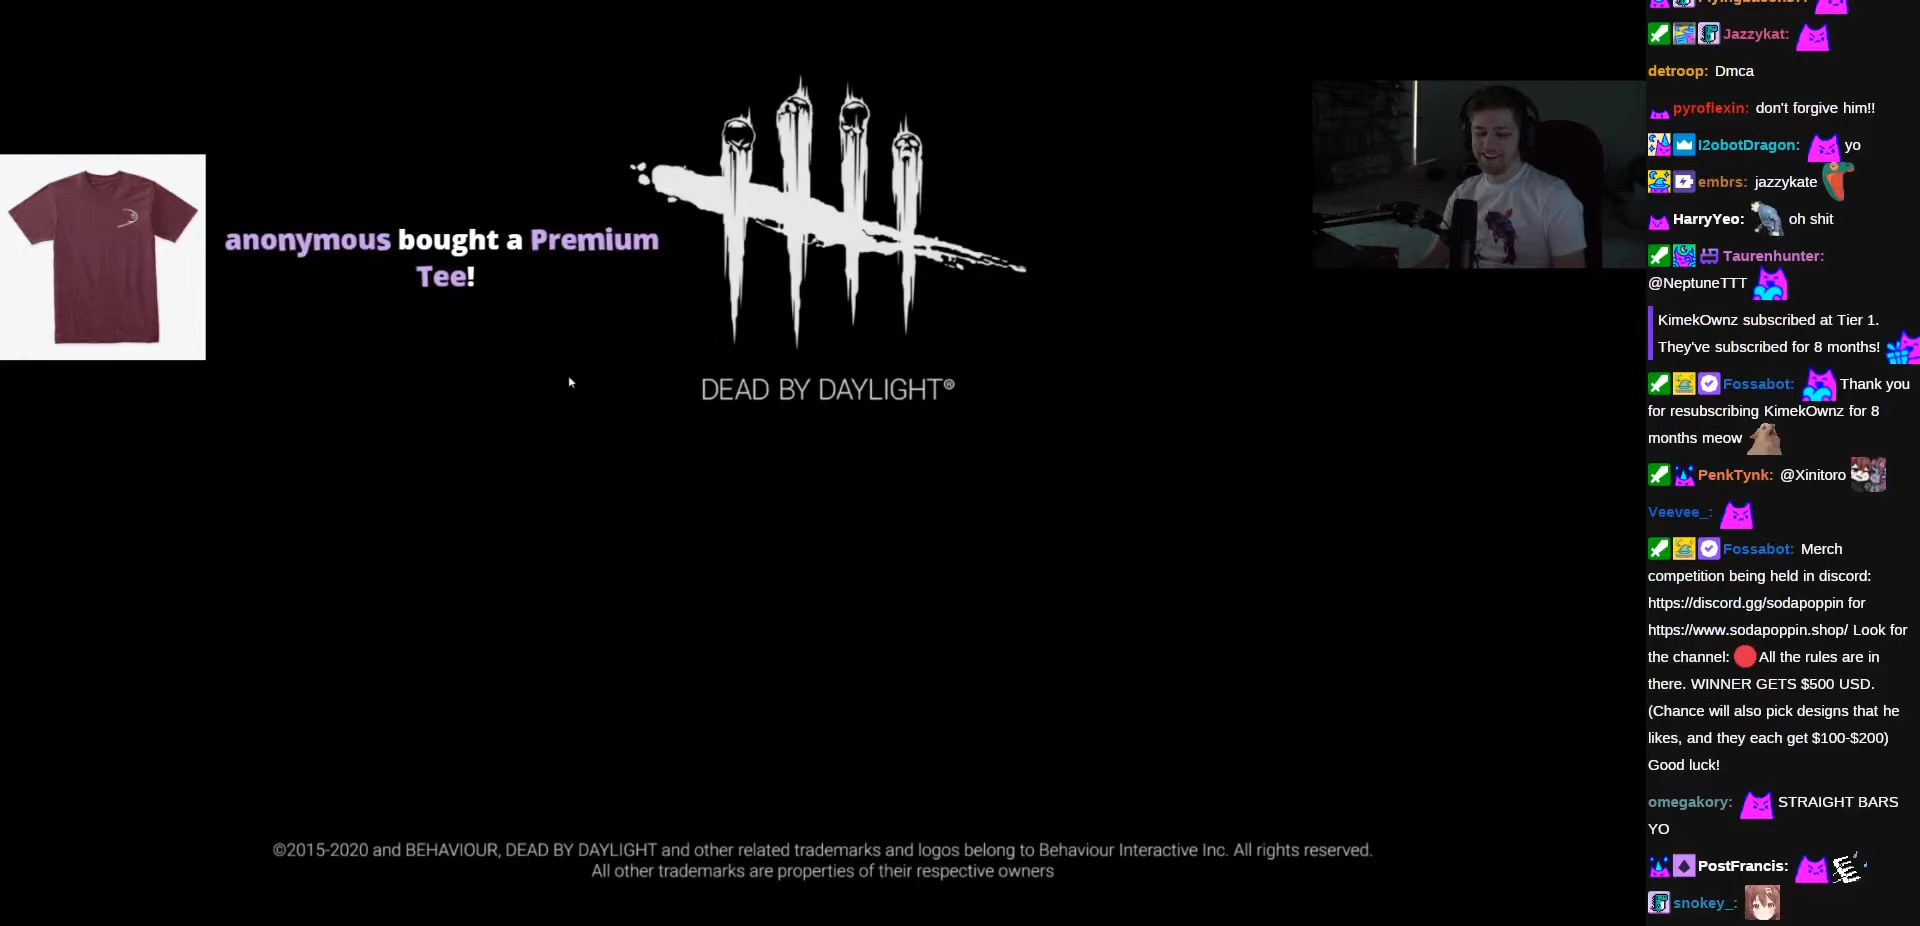 anonymous bought a Premium
Tee!
DEAD BY DAYLIGHT®
©2015-2020 and BEHAVIOUR, DEAD BY DAYLIGHT and other related trademarks and logos belong to Behaviour Interactive Inc. All rights reserved.
All other trademarks are properties of their respective owners
Jazzykat:
detroop: Dmca
pyroflexin: don't forgive him!!
I2obotDragon: yo
embrs: jazzykate
HarryYeo: oh shit
Taurenhunter:
@NeptuneTTT
KimekOwnz subscribed at Tier 1.
They've subscribed for 8 months!
Fossabot: Thank you
for resubscribing KimekOwnz for 8
months meow
PenkTynk: @Xinitoro
Veevee_:
Fossabot: Merch
competition being held in discord:
https://discord.gg/sodapoppin for
https://www.sodapoppin.shop/ Look for
the channel: All the rules are in
there. WINNER GETS $500 USD.
(Chance will also pick designs that he
likes, and they each get $100-$200)
Good luck!
omegakory: STRAIGHT BARS
YO
PostFrancis:
snokey_: